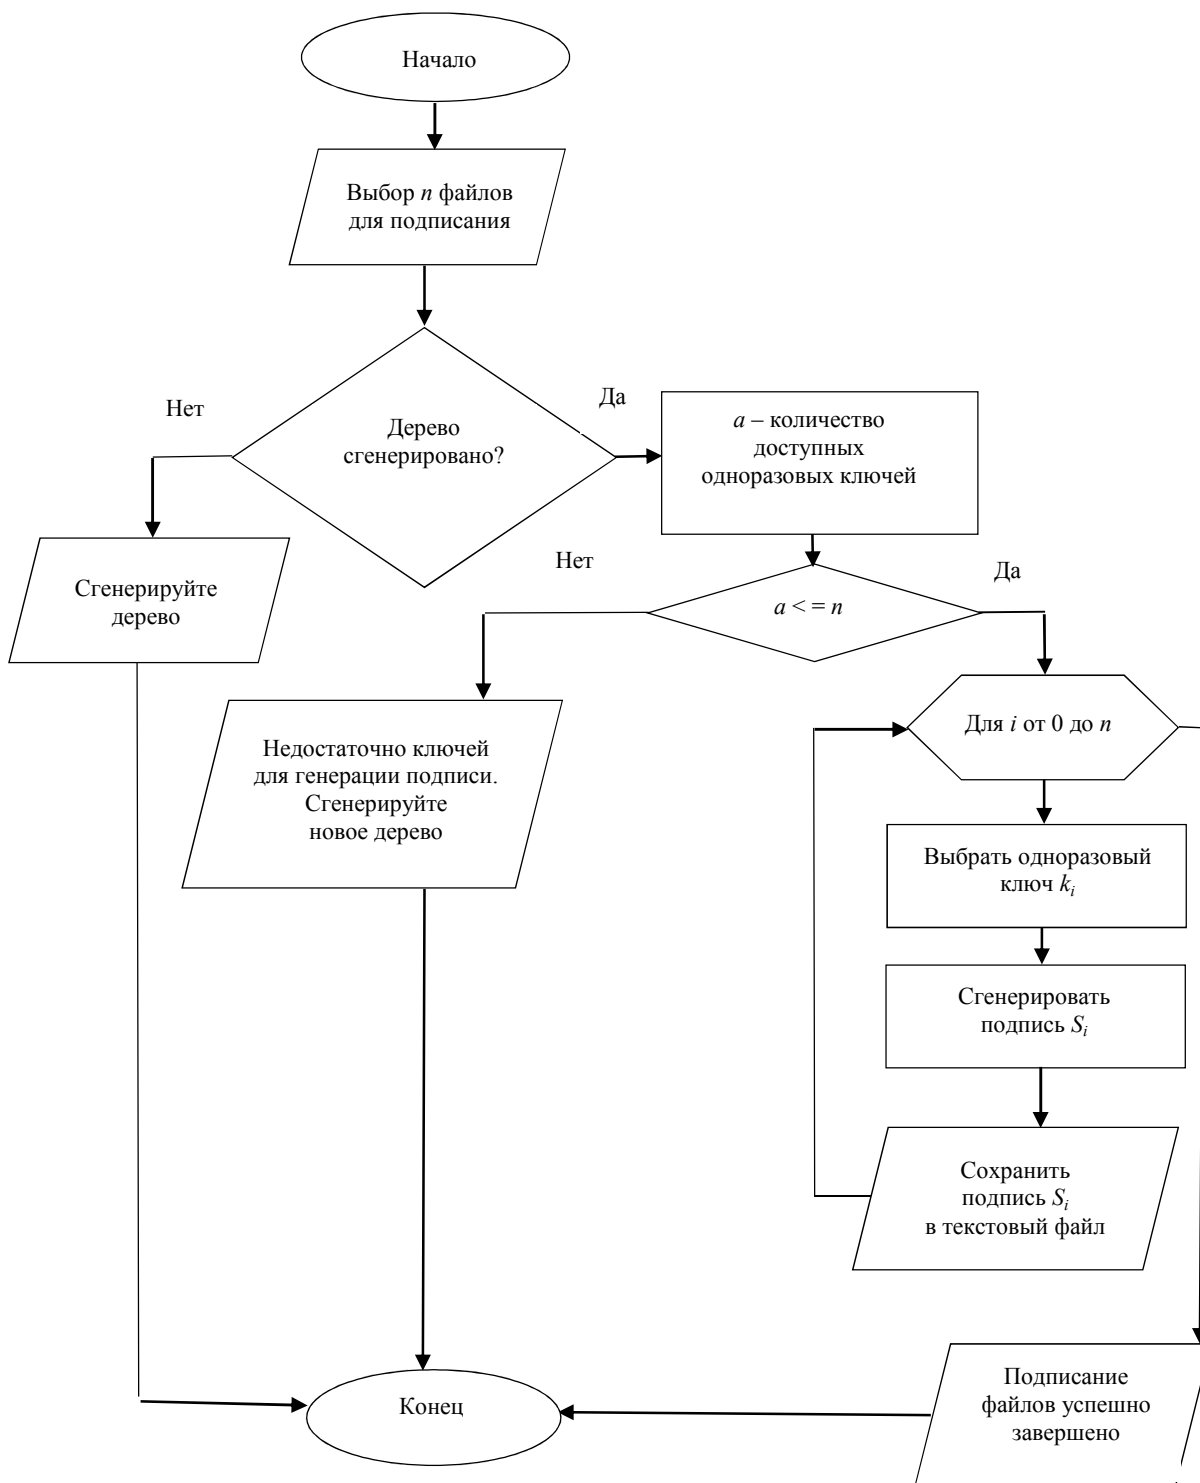 Начало
Выбор n файлов
для подписания
Нет
Да
Дерево
сгенерировано?
a – количество
доступных
одноразовых ключей
Сгенерируйте
дерево
Нет
Да
a < = n
Недостаточно ключей
для генерации подписи.
Сгенерируйте
новое дерево
Для i от 0 до n
Выбрать одноразовый
ключ kᵢ
Сгенерировать
подпись Sᵢ
Сохранить
подпись Sᵢ
в текстовый файл
Конец
Подписание
файлов успешно
завершено